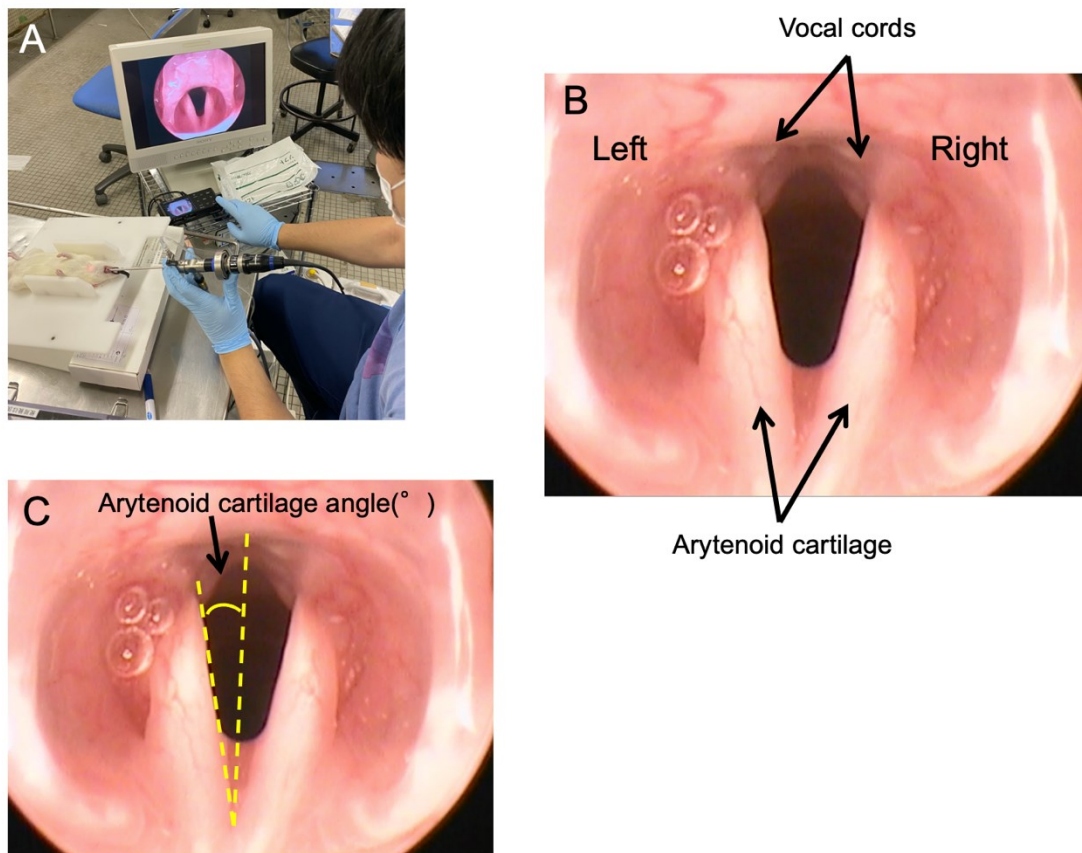 A
Vocal cords
B
Left
Right
Arytenoid cartilage
C
Arytenoid cartilage angle(° )